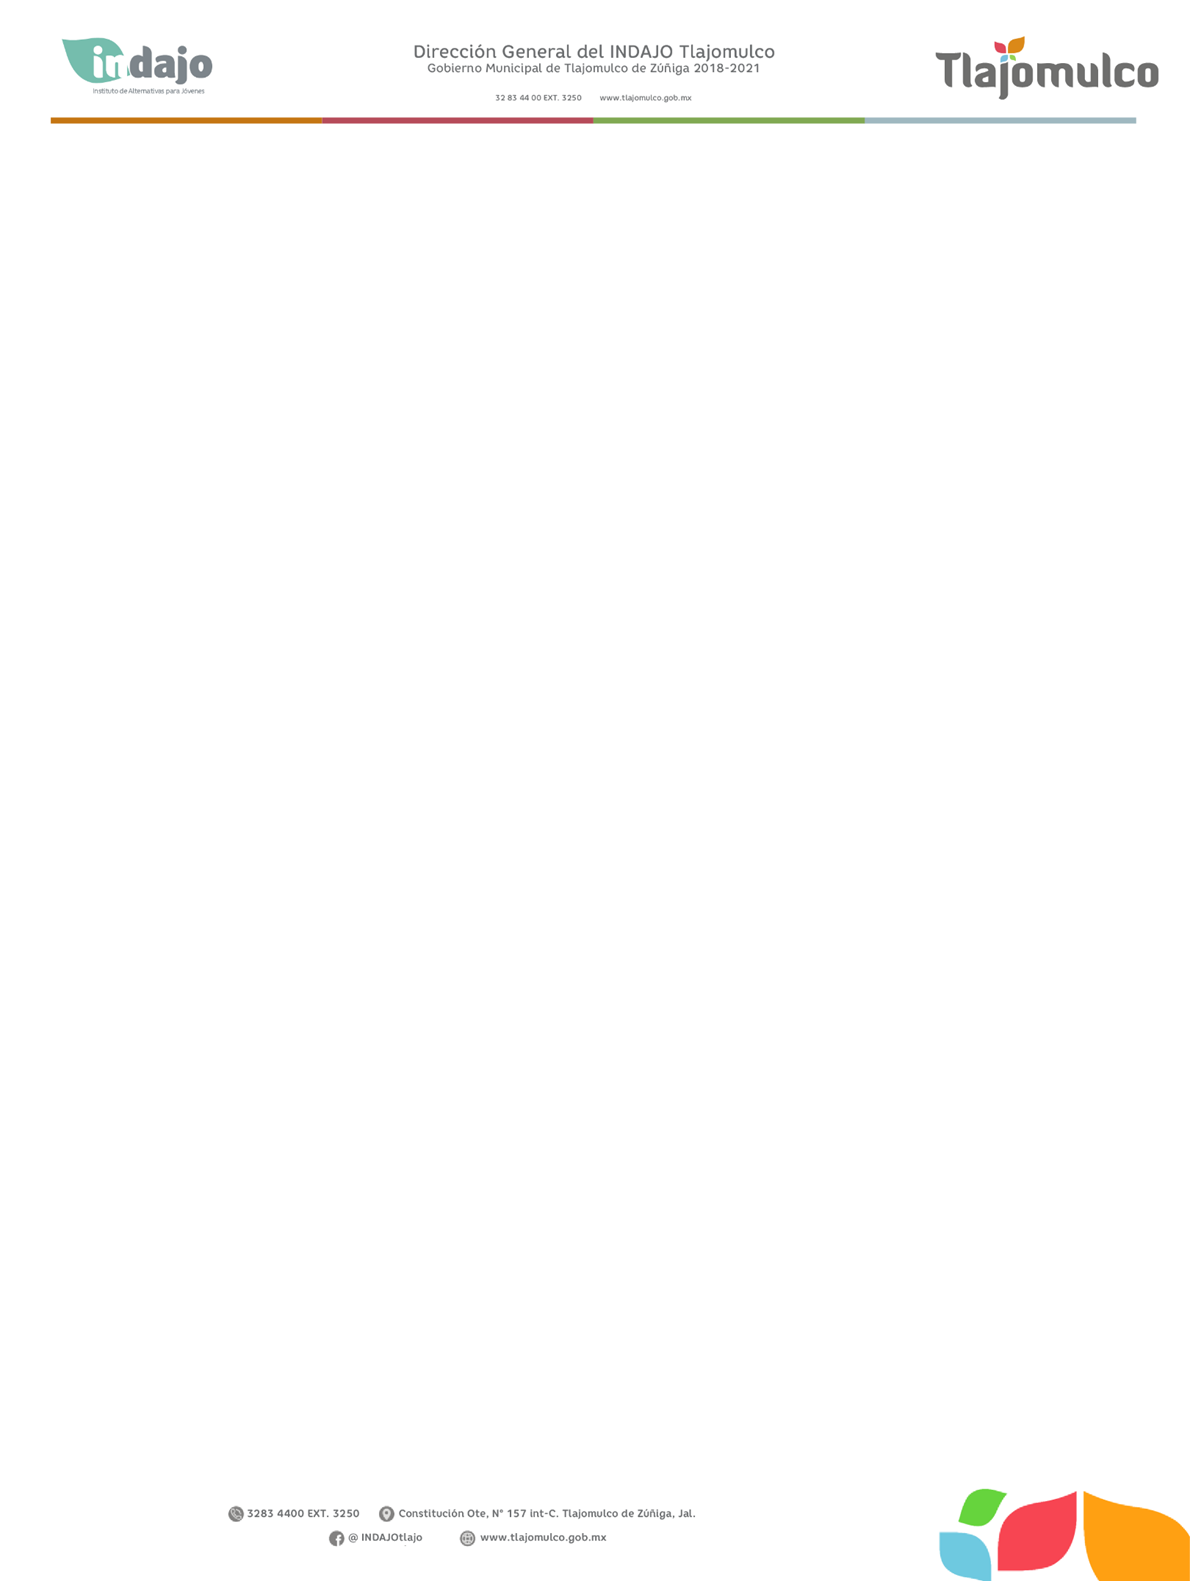 indajo
Instituto de Alternativas para Jóvenes
Dirección General del INDAJO Tlajomulco
Gobierno Municipal de Tlajomulco de Zúñiga 2018-2021
32 83 44 00 EXT. 3250 www.tlajomulco.gob.mx
Tlajomulco
3283 4400 EXT. 3250 Constitución Ote, N° 157 int-C. Tlajomulco de Zúñiga, Jal.
@ INDAJOtlajo www.tlajomulco.gob.mx